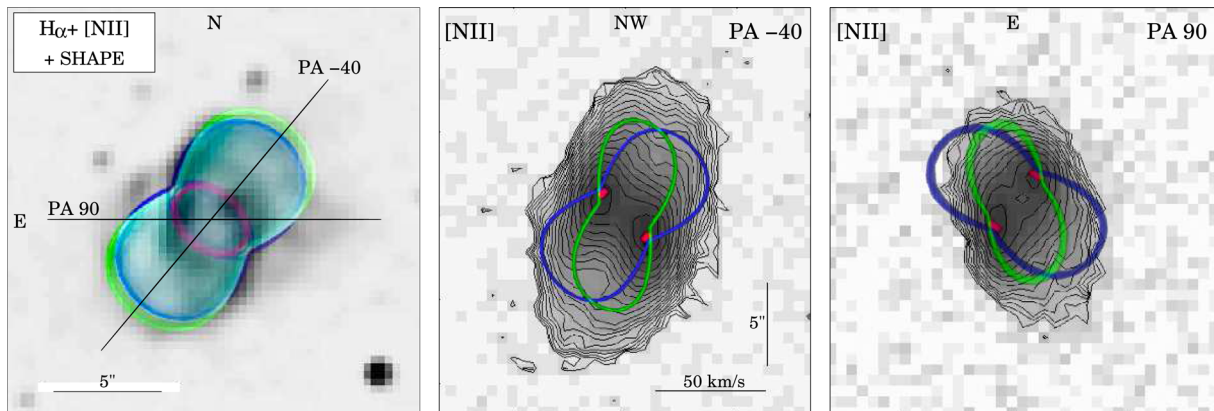 Hα+ [NII]
+ SHAPE
N
PA −40
PA 90
E
5"
[NII]
NW
PA −40
5"
50 km/s
[NII]
E
PA 90